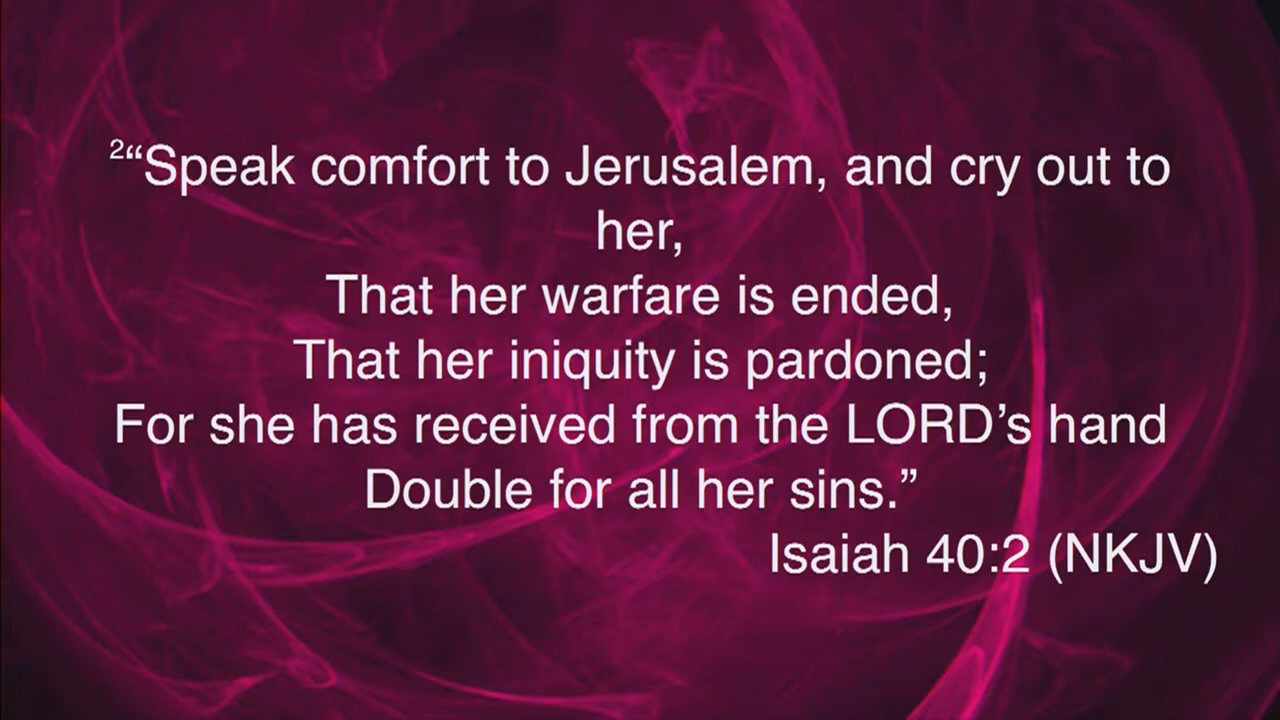 ²“Speak comfort to Jerusalem, and cry out to
her,
That her warfare is ended,
That her iniquity is pardoned;
For she has received from the LORD’s hand
Double for all her sins.”
Isaiah 40:2 (NKJV)